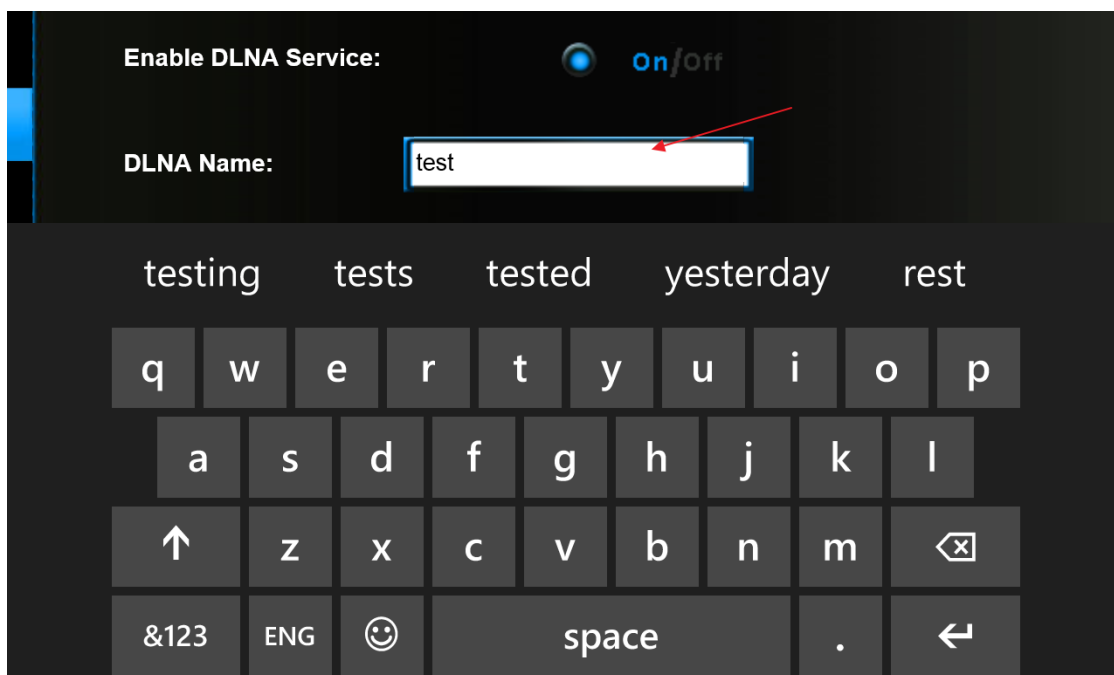 Enable DLNA Service: On/Off
DLNA Name: test
testing tests tested yesterday rest
q w e r t y u i o p
a s d f g h j k l
z x c v b n m
&123 ENG space .